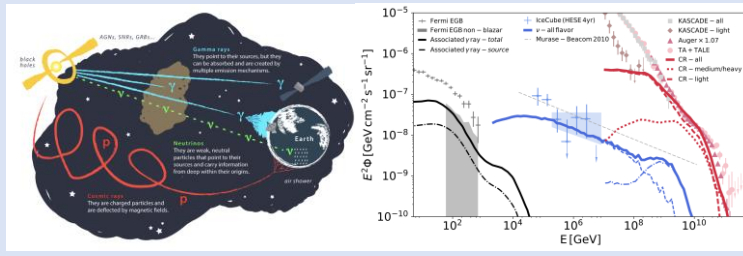 AGNs, SNRs, GRBs...
black
holes
Gamma rays
They point to their sources, but they
can be absorbed and are created by
multiple emission mechanisms.
γ
γ
γ
ν
ν
ν
ν
Neutrinos
They are weak, neutral
particles that point to their
sources and carry information
from deep within their origins.
Earth
air shower
p
p
Cosmic rays
They are charged particles and
are deflected by magnetic fields.
Fermi EGB
Fermi EGB non−blazar
Associated γ ray−total
Associated γ ray−source
IceCube (HESE 4yr)
ν−all flavor
Murase−Beacom 2010
KASCADE−all
KASCADE−light
Auger × 1.07
TA + TALE
CR−all
CR−medium/heavy
CR−light
E²Φ [GeV cm⁻² s⁻¹ sr⁻¹]
10⁻⁵
10⁻⁶
10⁻⁷
10⁻⁸
10⁻⁹
10⁻¹⁰
10² 10⁴ 10⁶ 10⁸ 10¹⁰
E [GeV]